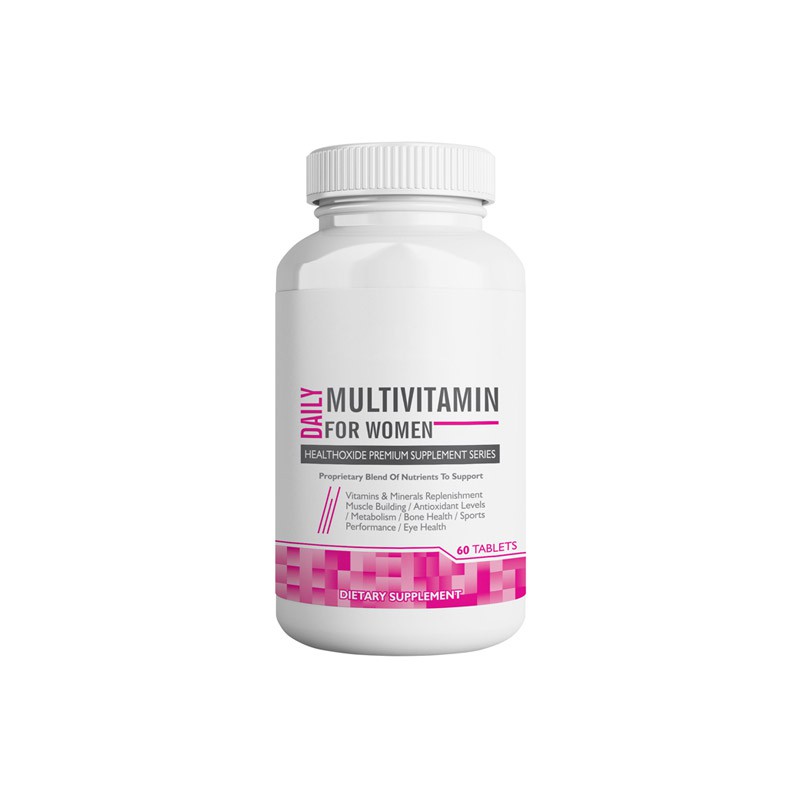 DAILY
MULTIVITAMIN
FOR WOMEN
HEALTHOXIDE PREMIUM SUPPLEMENT SERIES
Proprietary Blend Of Nutrients To Support
Vitamins & Minerals Replenishment
Muscle Building / Antioxidant Levels
/ Metabolism / Bone Health / Sports
Performance / Eye Health
60 TABLETS
DIETARY SUPPLEMENT